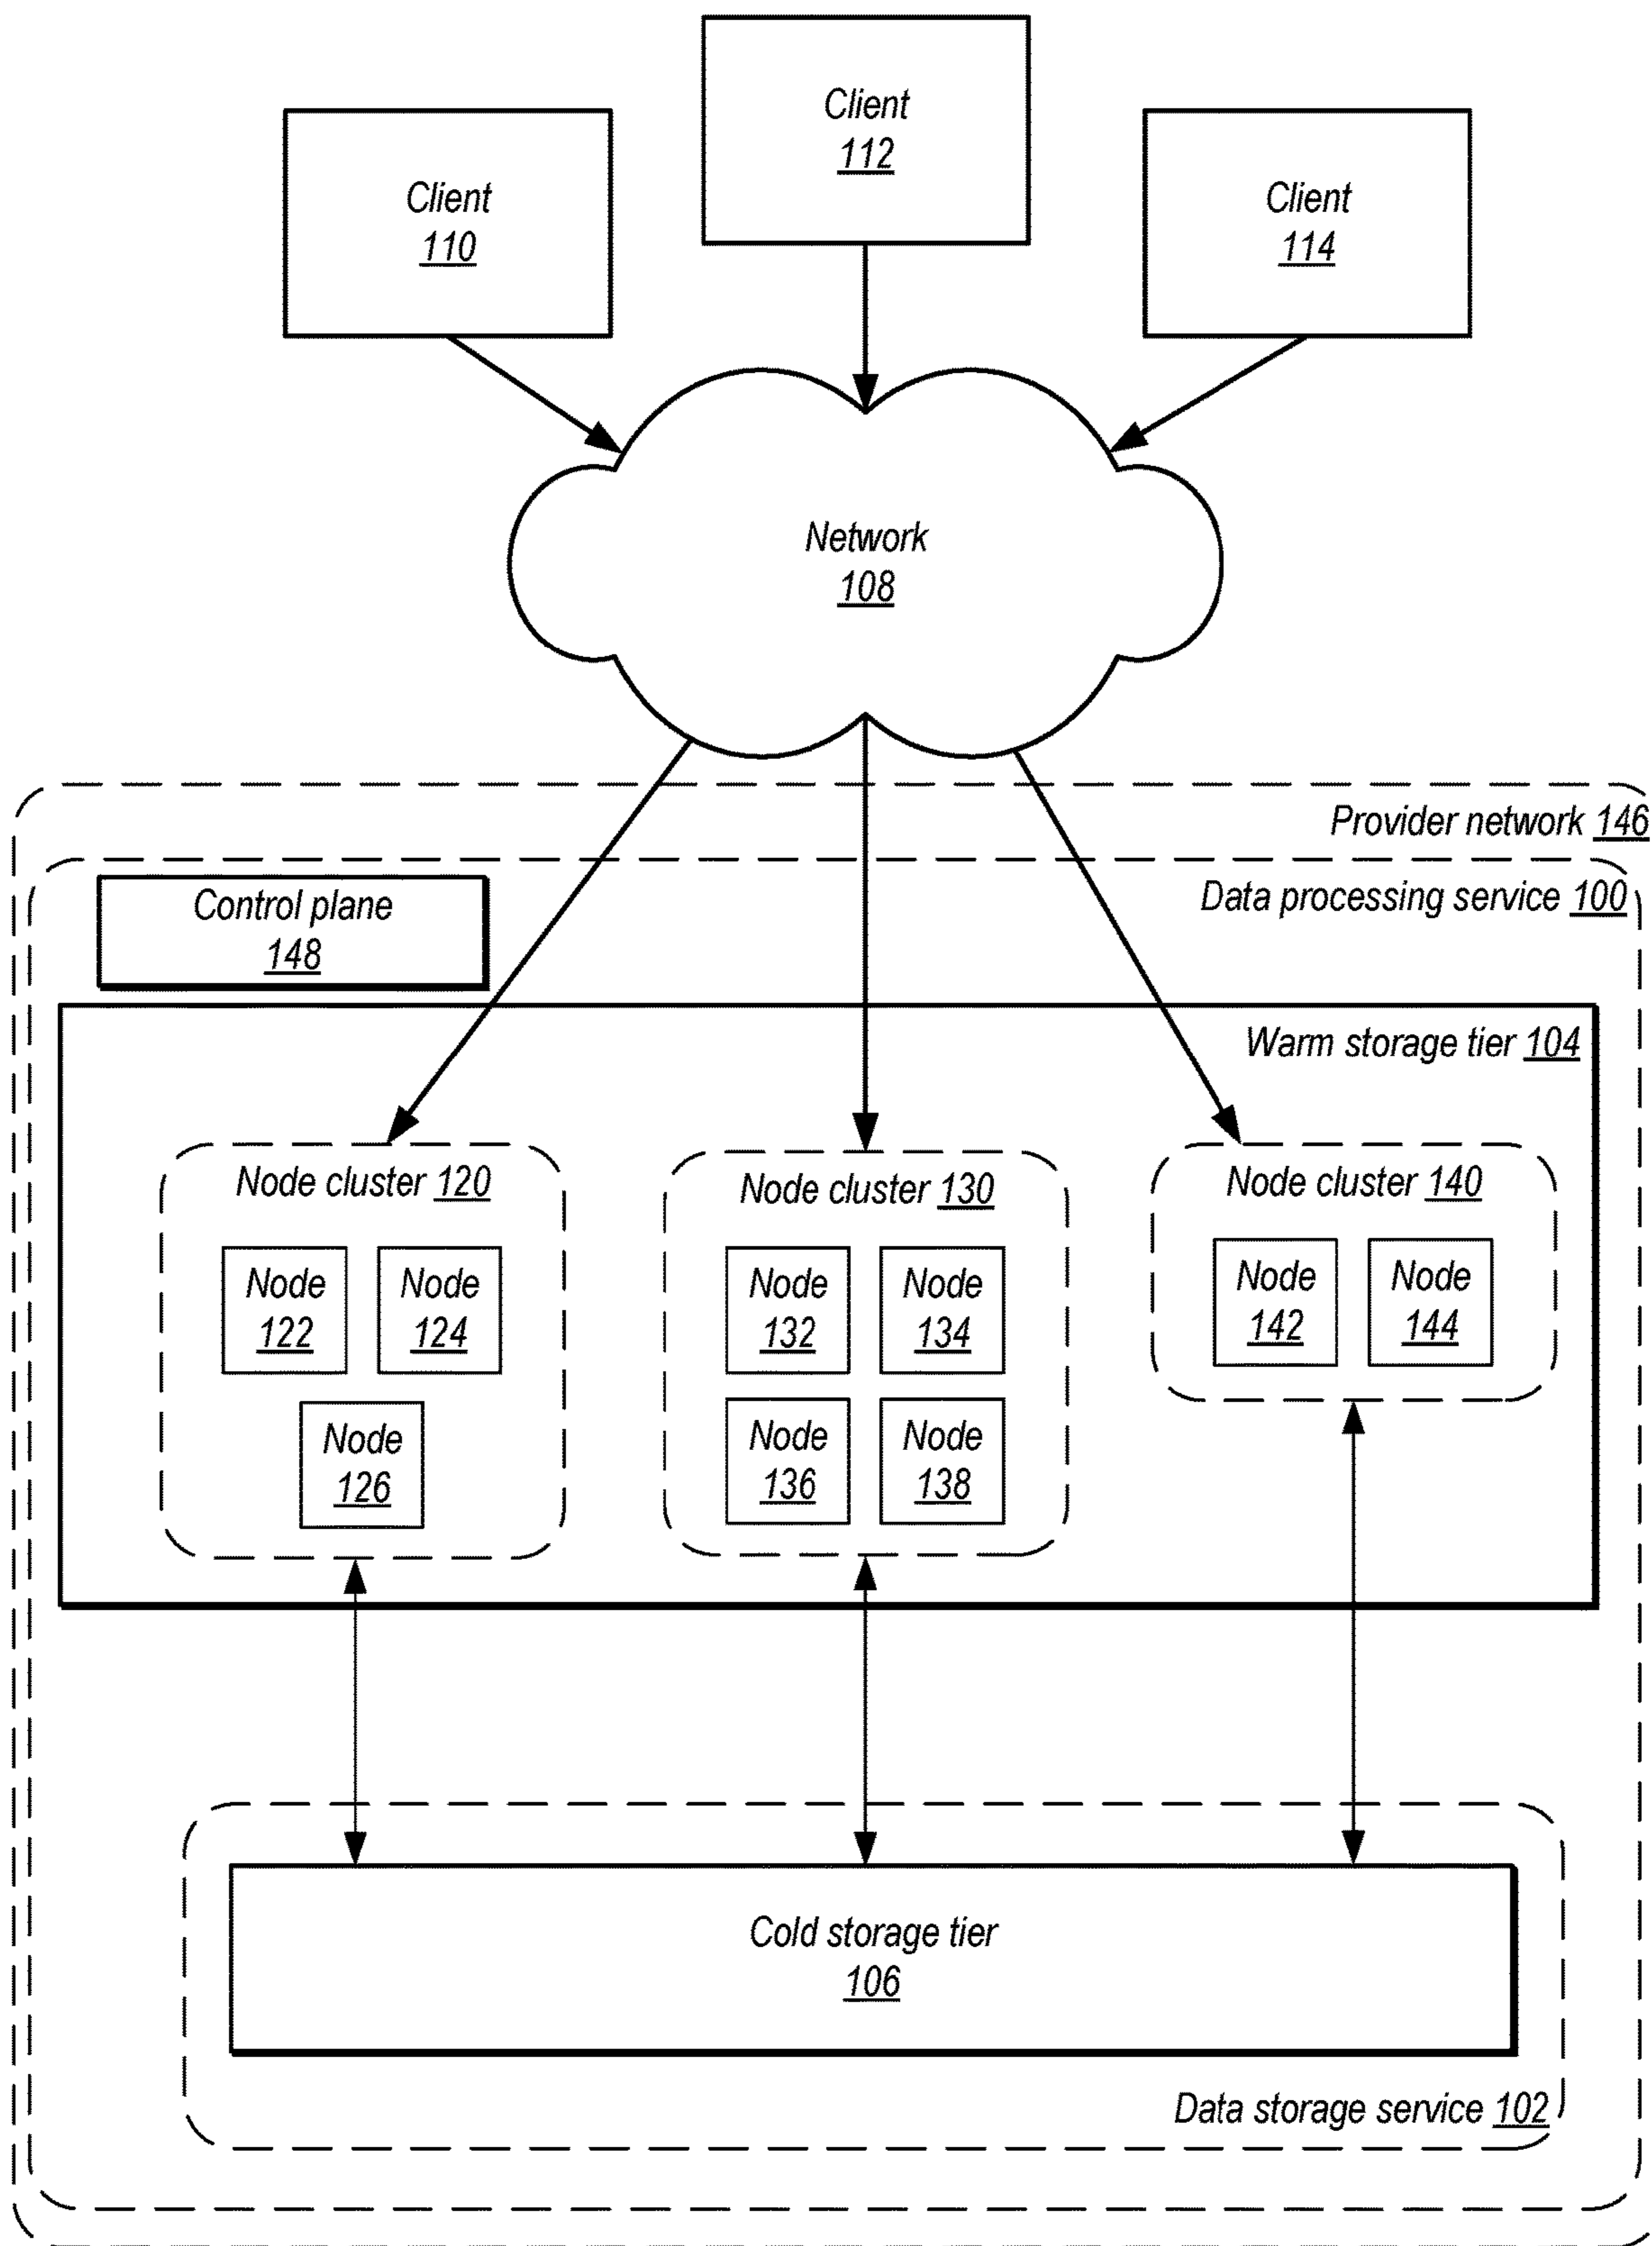 Client
112
Client
110
Client
114
Network
108
Provider network 146
Data processing service 100
Control plane
148
Warm storage tier 104
Node cluster 120
Node
122
Node
124
Node
126
Node cluster 130
Node
132
Node
134
Node
136
Node
138
Node cluster 140
Node
142
Node
144
Cold storage tier
106
Data storage service 102